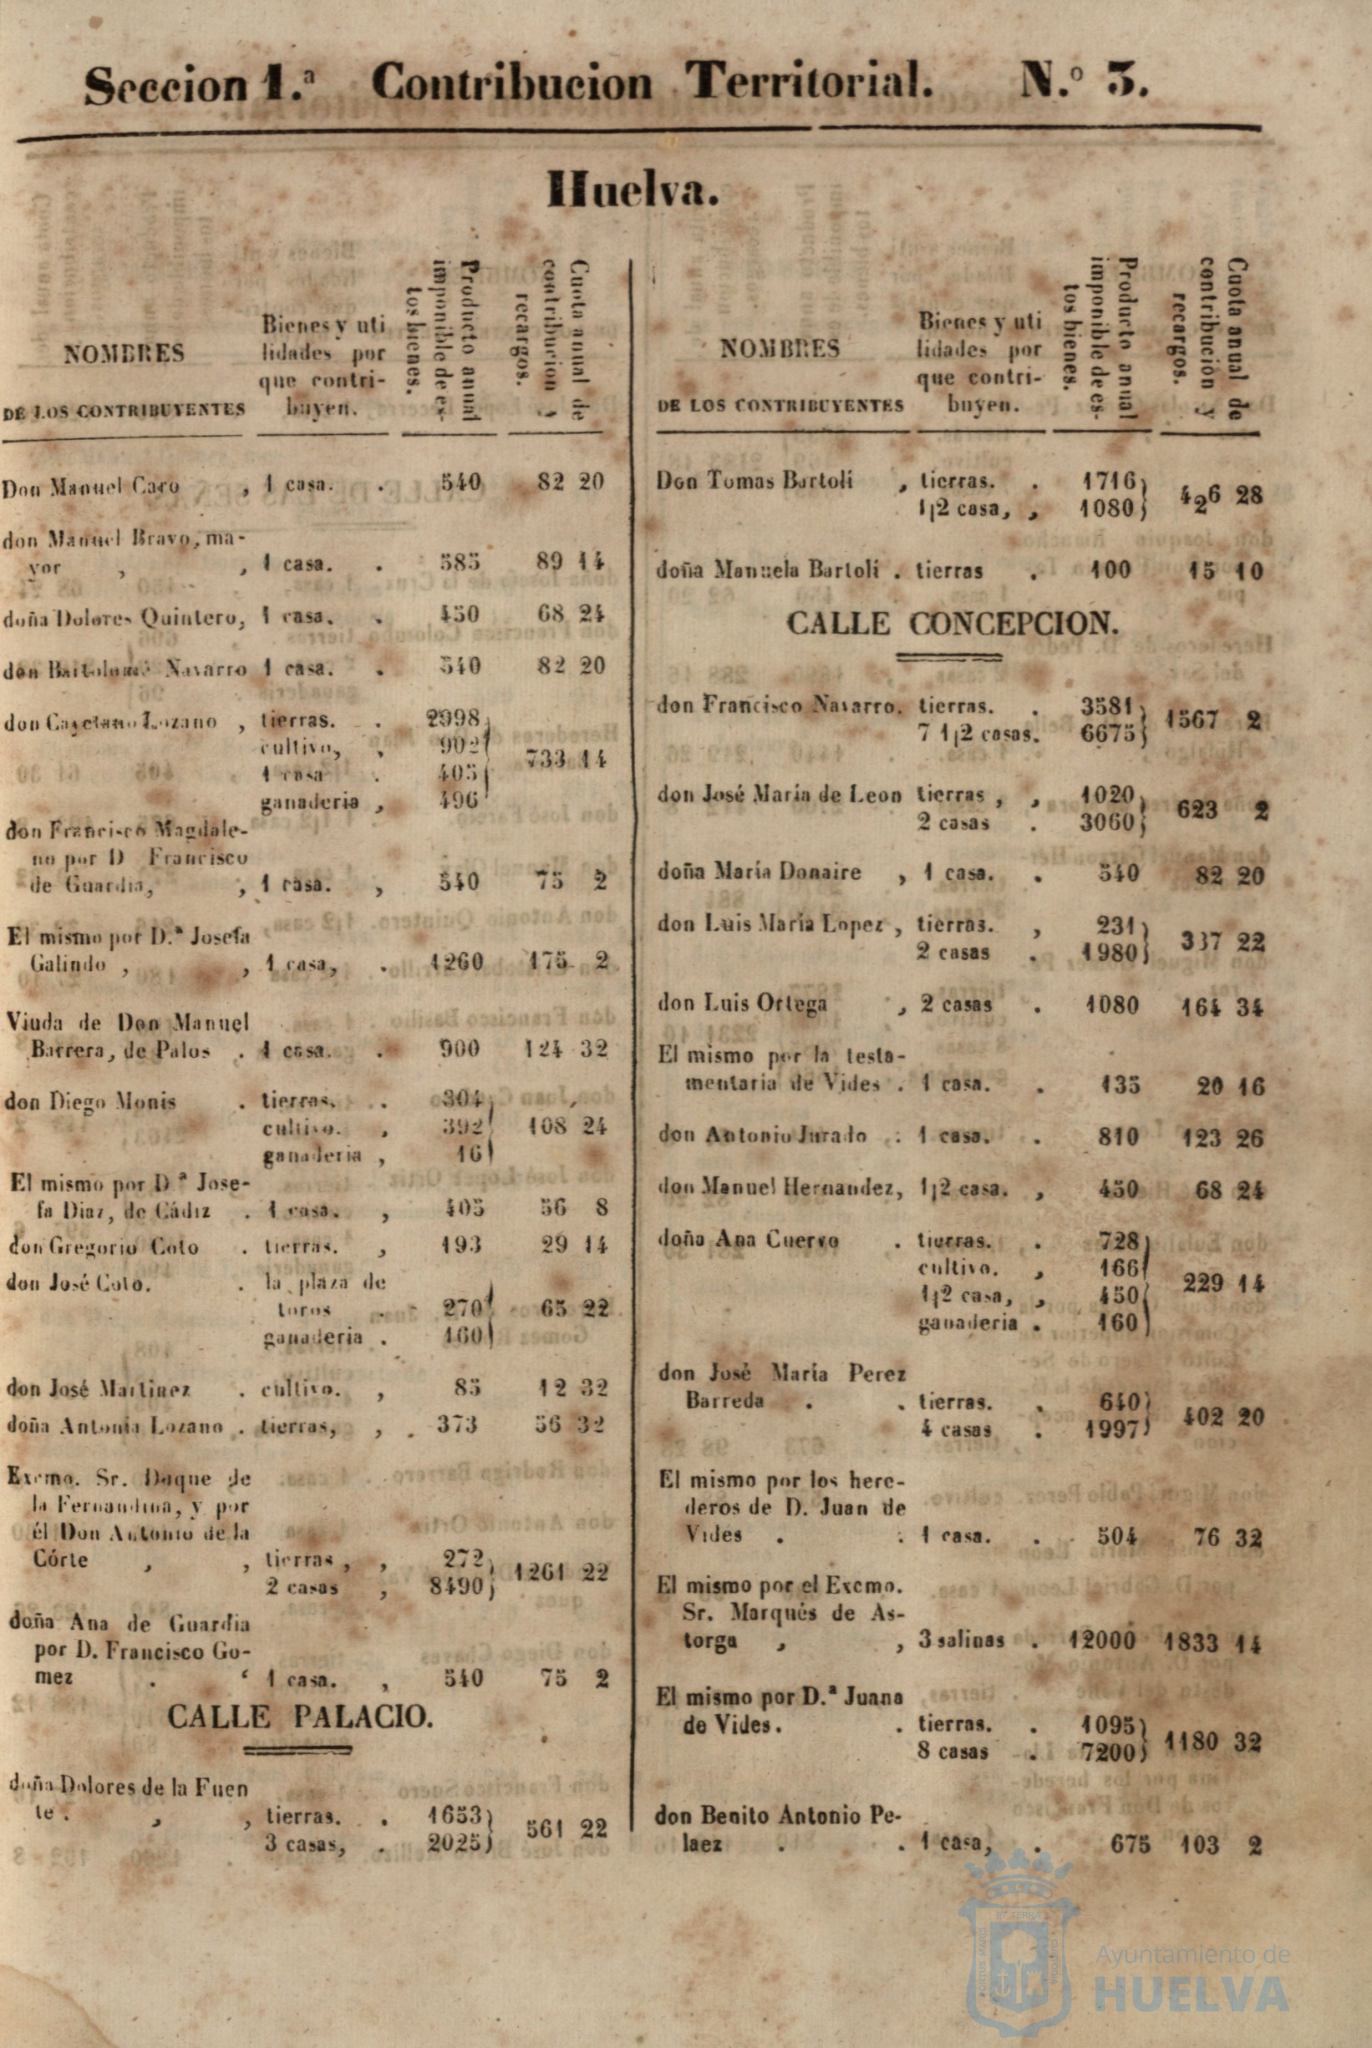 Seccion 1.ª Contribucion Territorial. N.º 3.
Huelva.
NOMBRES
DE LOS CONTRIBUYENTES
Bienes y uti
lidades por
que contri-
buyen.
Producto anual
imponible de es-
tos bienes.
Cuota anual de
contribucion y
recargos.
Don Manuel Caro , 1 casa. . 540 82 20
don Manuel Bravo, ma-
yor , , 1 casa. . 585 89 14
doña Dolores Quintero, 1 casa. . 450 68 24
don Bartolomé Navarro 1 casa. . 540 82 20
don Cayetano Lozano , tierras. . 2998
cultivo, , 902
733 14
1 casa . 405
ganaderia , 496
don Francisco Magdale-
no por D Francisco
de Guardia, , 1 casa. , 540 75 2
El mismo por D.ª Josefa
Galindo , , 1 casa, . 1260 175 2
Viuda de Don Manuel
Barrera, de Palos . 1 casa. . 900 124 32
don Diego Monis . tierras. . 304
cultivo. , 392 108 24
ganaderia , 16
El mismo por D ª Jose-
fa Diaz, de Cádiz . 1 casa. , 405 56 8
don Gregorio Coto . tierras. , 193 29 14
don José Coto. . la plaza de
toros . 270 65 22
ganaderia . 160
don José Martinez . cultivo. , 85 12 32
doña Antonia Lozano . tierras, , 373 56 32
Excmo. Sr. Duque de
la Fernandina, y por
él Don Antonio de la
Córte , , tierras , , 272
1261 22
2 casas , 8490
doña Ana de Guardia
por D. Francisco Go-
mez . ‘ 1 casa. , 540 75 2
CALLE PALACIO.
doña Dolores de la Fuen
te . , , tierras. . 1653
561 22
3 casas, . 2025
NOMBRES
DE LOS CONTRIBUYENTES
Bienes y uti
lidades por
que contri-
buyen.
Producto anual
imponible de es-
tos bienes.
Cuota anual de
contribución y
recargos.
Don Tomas Bartoli , tierras. . 1716
426 28
1¡2 casa, , 1080
doña Manuela Bartoli . tierras . 100 15 10
CALLE CONCEPCION.
don Francisco Navarro. tierras. . 3581
1567 2
7 1¡2 casas. 6675
don José María de Leon tierras , , 1020
623 2
2 casas . 3060
doña María Donaire , 1 casa. . 540 82 20
don Luis María Lopez , tierras. , 231
337 22
2 casas . 1980
don Luis Ortega , 2 casas . 1080 164 34
El mismo por la testa-
mentaria de Vides . 1 casa. . 135 20 16
don Antonio Jurado . 1 casa. . 810 123 26
don Manuel Hernandez, 1¡2 casa. , 450 68 24
doña Ana Cuervo . tierras. . 728
cultivo. , 166
229 14
1¡2 casa, , 450
ganaderia . 160
don José María Perez
Barreda . . tierras. . 640
402 20
4 casas . 1997
El mismo por los here-
deros de D. Juan de
Vides . . 1 casa. . 504 76 32
El mismo por el Excmo.
Sr. Marqués de As-
torga , , 3 salinas . 12000 1833 14
El mismo por D.ª Juana
de Vides. . tierras. . 1095
1180 32
8 casas . 7200
don Benito Antonio Pe-
laez . . 1 casa, . 675 103 2
Ayuntamiento de
HUELVA